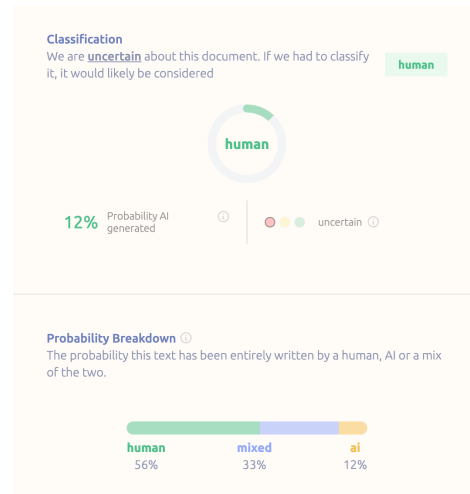 Classification
We are uncertain about this document. If we had to classify
it, it would likely be considered
human
human
12% Probability AI
generated
uncertain
Probability Breakdown
The probability this text has been entirely written by a human, AI or a mix
of the two.
human mixed ai
56% 33% 12%